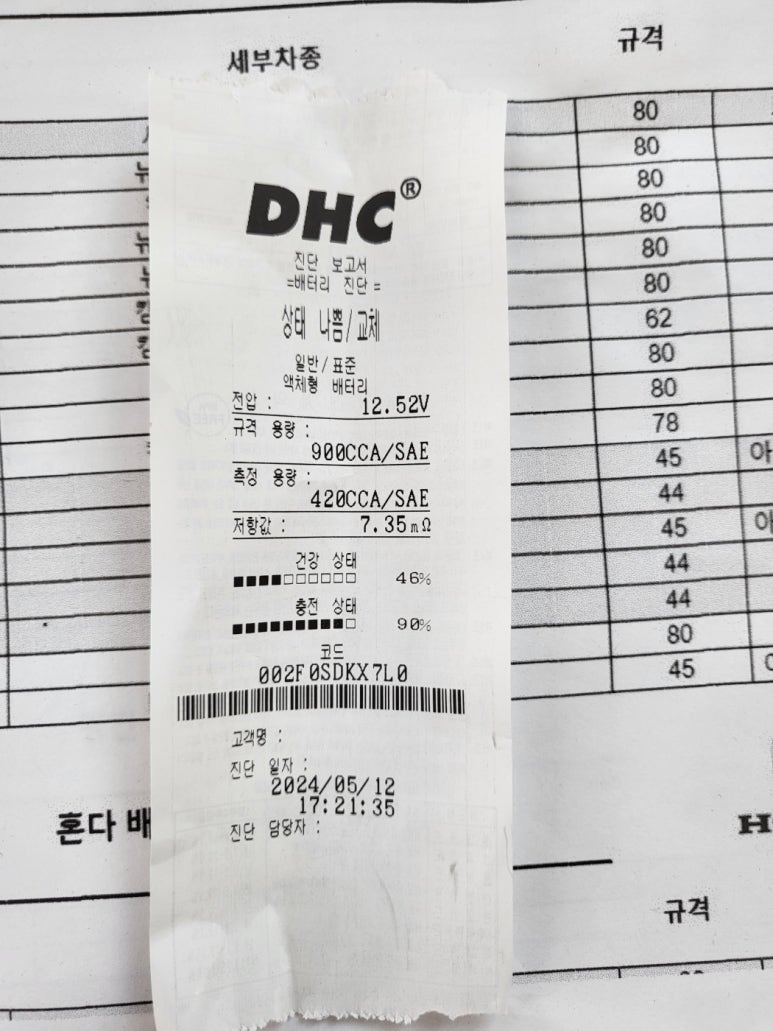 세부차종
규격
80
80
80
80
80
80
62
80
80
78
45
44
45
44
44
80
45
DHC®
진단 보고서
=배터리 진단 =
상태 나쁨/교체
일반/표준
액체형 배터리
전압 : 12.52V
규격 용량 :
900CCA/SAE
측정 용량 :
420CCA/SAE
저항값 : 7.35mΩ
건강 상태
46%
충전 상태
90%
코드
002F0SDKX7L0
고객명 :
진단 일자 :
2024/05/12
17:21:35
진단 담당자 :
혼다 배
H
규격